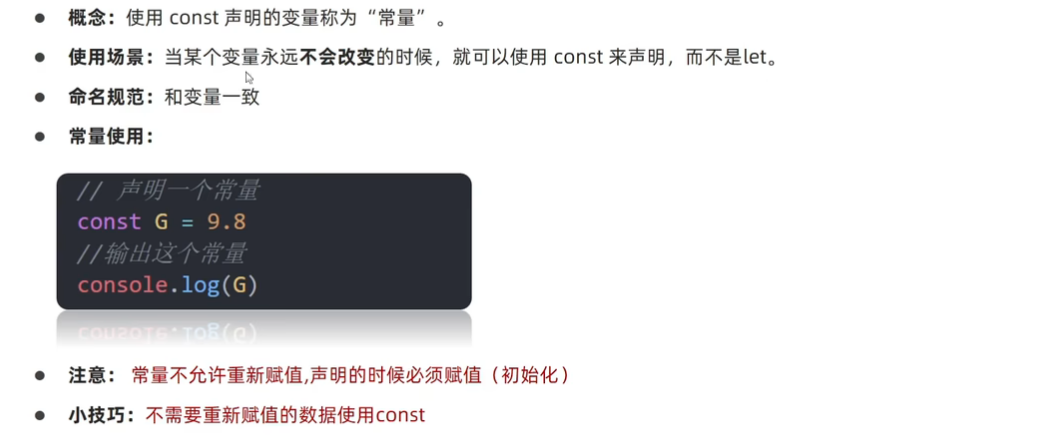 概念：使用 const 声明的变量称为“常量”。
使用场景：当某个变量永远不会改变的时候，就可以使用 const 来声明，而不是let。
命名规范：和变量一致
常量使用：
// 声明一个常量
const G = 9.8
//输出这个常量
console.log(G)
注意： 常量不允许重新赋值,声明的时候必须赋值（初始化）
小技巧：不需要重新赋值的数据使用const